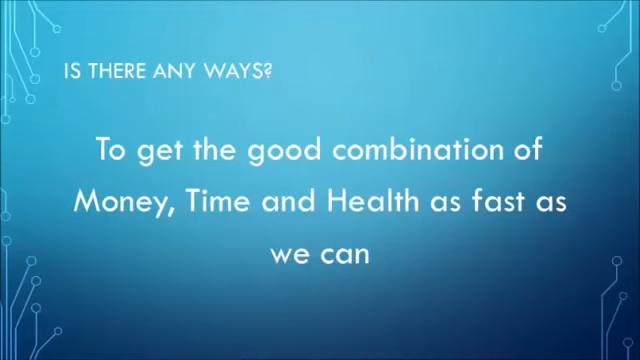 IS THERE ANY WAYS?
To get the good combination of
Money, Time and Health as fast as
we can